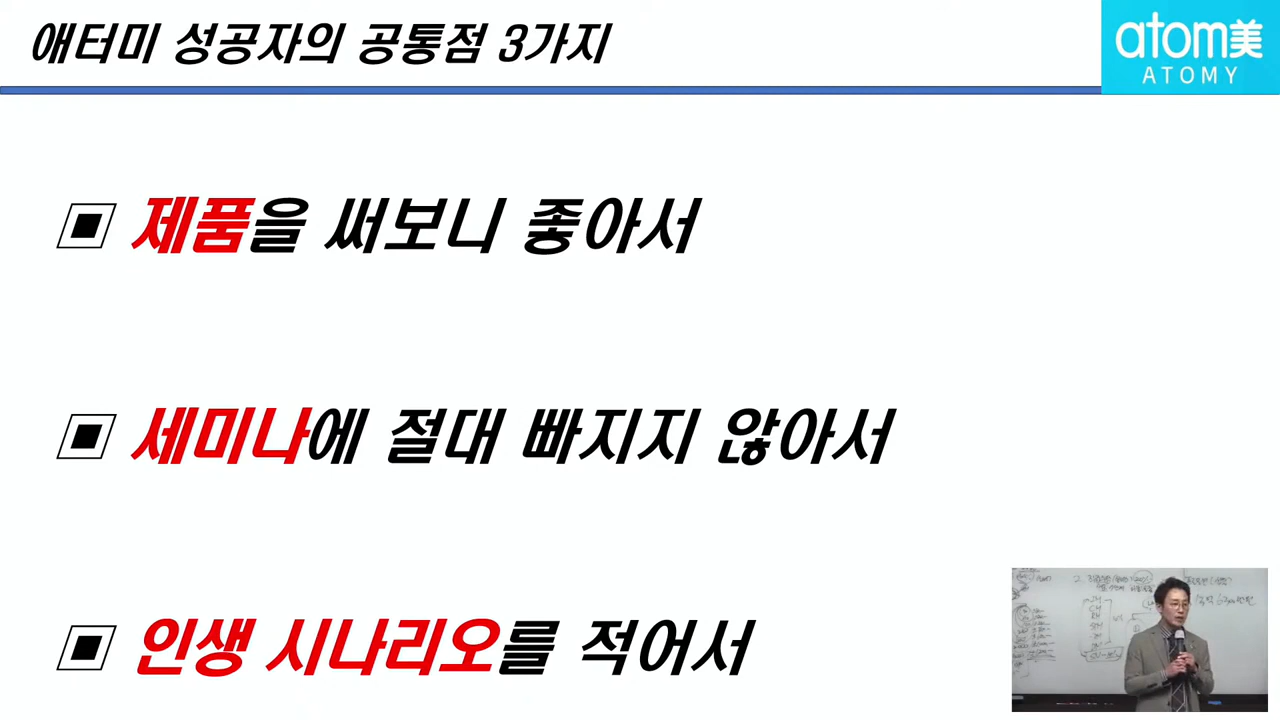 애터미 성공자의 공통점 3가지
atom美
ATOMY
제품을 써보니 좋아서
세미나에 절대 빠지지 않아서
인생 시나리오를 적어서